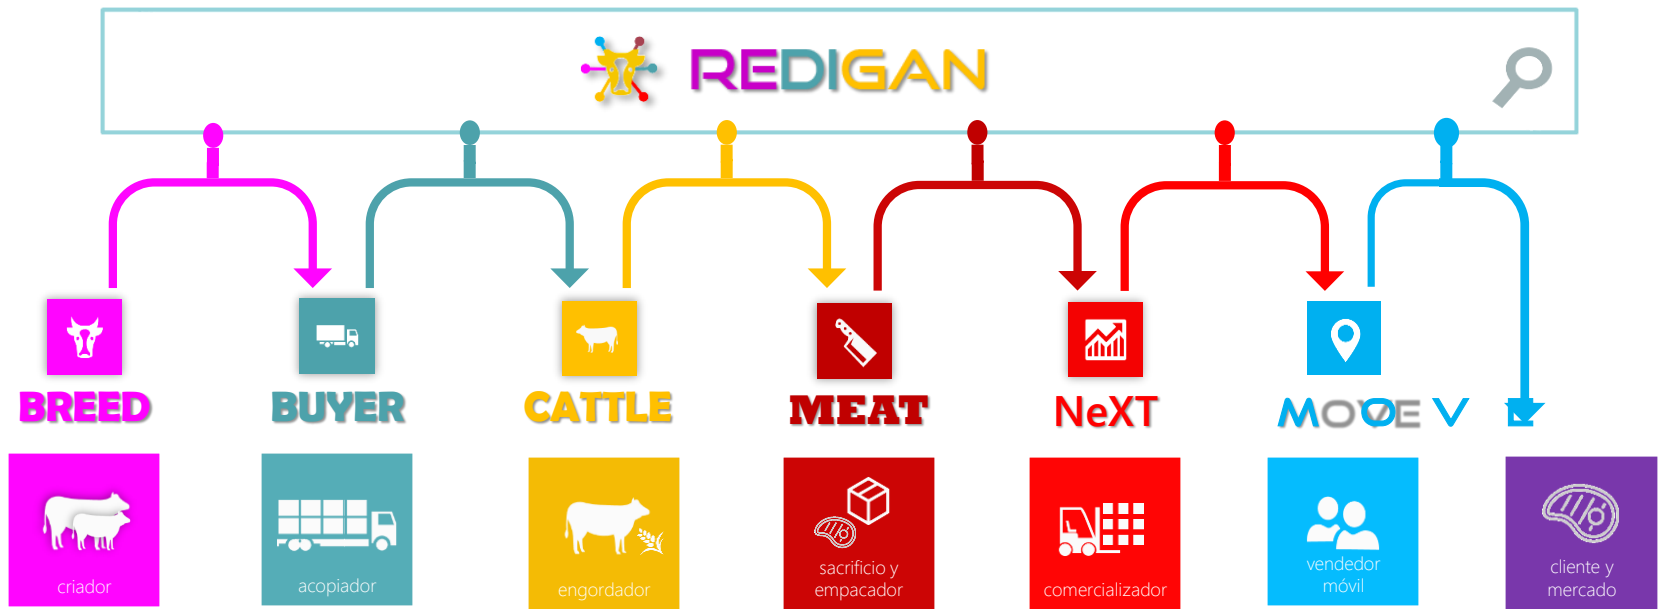 REDIGAN
BREED
BUYER
CATTLE
MEAT
NeXT
MOVE
criador
acopiador
engordador
sacrificio y
empacador
comercializador
vendedor
móvil
cliente y
mercado